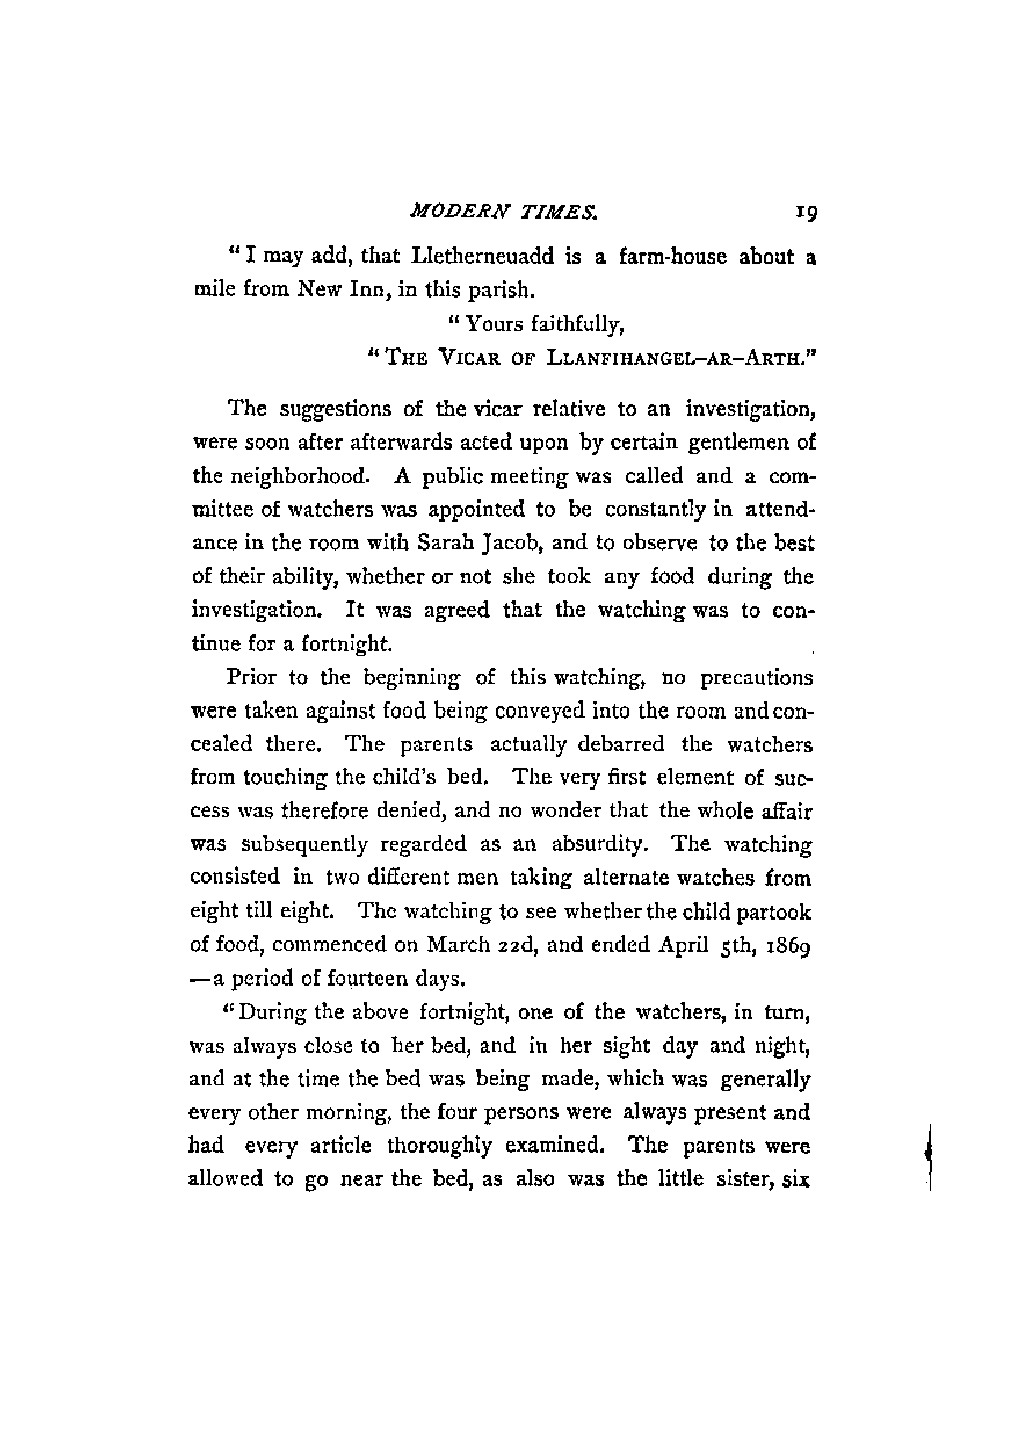 MODERN TIMES. 19
“ I may add, that Lletherneuadd is a farm-house about a
mile from New Inn, in this parish.
“ Yours faithfully,
“ THE VICAR OF LLANFIHANGEL–AR–ARTH.”
The suggestions of the vicar relative to an investigation,
were soon after afterwards acted upon by certain gentlemen of
the neighborhood. A public meeting was called and a com-
mittee of watchers was appointed to be constantly in attend-
ance in the room with Sarah Jacob, and to observe to the best
of their ability, whether or not she took any food during the
investigation. It was agreed that the watching was to con-
tinue for a fortnight.
Prior to the beginning of this watching, no precautions
were taken against food being conveyed into the room and con-
cealed there. The parents actually debarred the watchers
from touching the child’s bed. The very first element of suc-
cess was therefore denied, and no wonder that the whole affair
was subsequently regarded as an absurdity. The watching
consisted in two different men taking alternate watches from
eight till eight. The watching to see whether the child partook
of food, commenced on March 22d, and ended April 5th, 1869
—a period of fourteen days.
“During the above fortnight, one of the watchers, in turn,
was always close to her bed, and in her sight day and night,
and at the time the bed was being made, which was generally
every other morning, the four persons were always present and
had every article thoroughly examined. The parents were
allowed to go near the bed, as also was the little sister, six